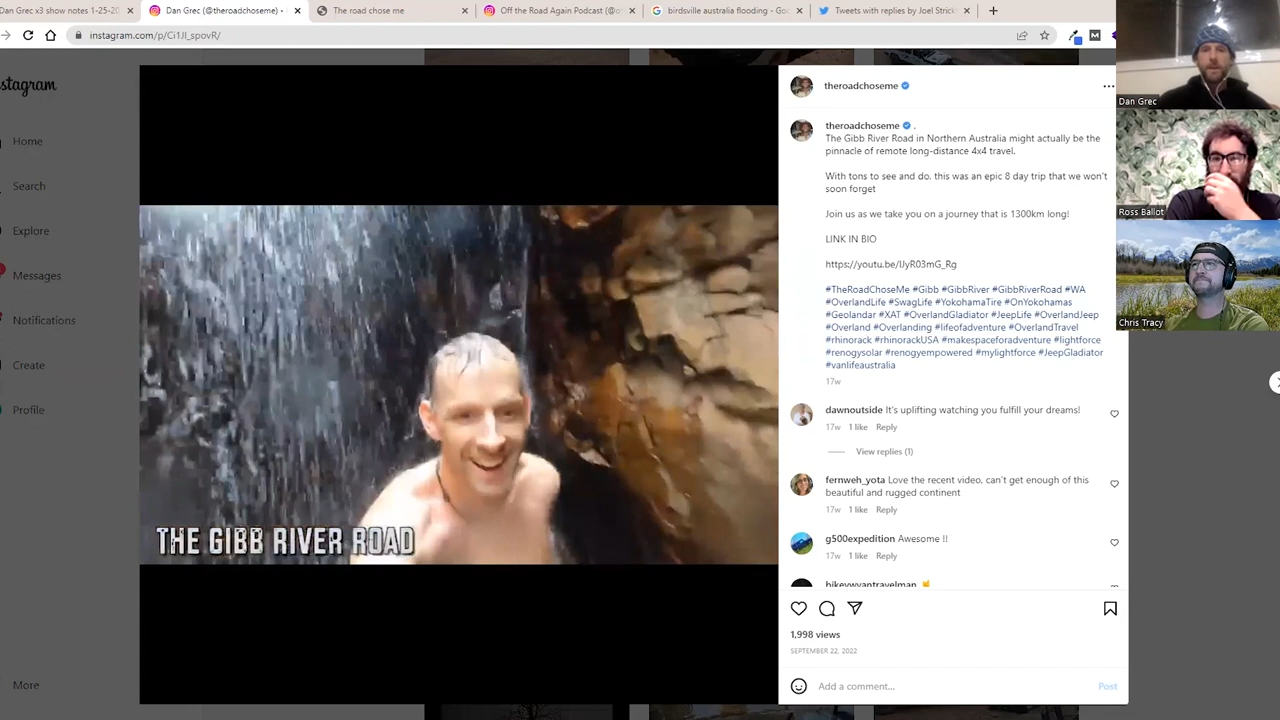 Dan Grec x3 show notes 1-25-20
Dan Grec (@theroadchoseme) ·
The road chose me
Off the Road Again Podcast (@o
birdsville australia flooding - Go
Tweets with replies by Joel Strick
instagram.com/p/Ci1JI_spovR/
stagram
Home
Search
Explore
Messages
Notifications
Create
Profile
More
THE GIBB RIVER ROAD
theroadchoseme
theroadchoseme .
The Gibb River Road in Northern Australia might actually be the
pinnacle of remote long-distance 4x4 travel.
With tons to see and do, this was an epic 8 day trip that we won't
soon forget
Join us as we take you on a journey that is 1300km long!
LINK IN BIO
https://youtu.be/lJyR03mG_Rg
#TheRoadChoseMe #Gibb #GibbRiver #GibbRiverRoad #WA
#OverlandLife #SwagLife #YokohamaTire #OnYokohamas
#Geolandar #XAT #OverlandGladiator #JeepLife #OverlandJeep
#Overland #Overlanding #lifeofadventure #OverlandTravel
#rhinorack #rhinorackUSA #makespaceforadventure #lightforce
#renogysolar #renogyempowered #mylightforce #JeepGladiator
#vanlifeaustralia
17w
dawnoutside It's uplifting watching you fulfill your dreams!
17w 1 like Reply
View replies (1)
fernweh_yota Love the recent video, can't get enough of this
beautiful and rugged continent
17w 1 like Reply
g500expedition Awesome !!
17w 1 like Reply
1,998 views
SEPTEMBER 22, 2022
Add a comment...
Post
Dan Grec
Ross Ballot
Chris Tracy